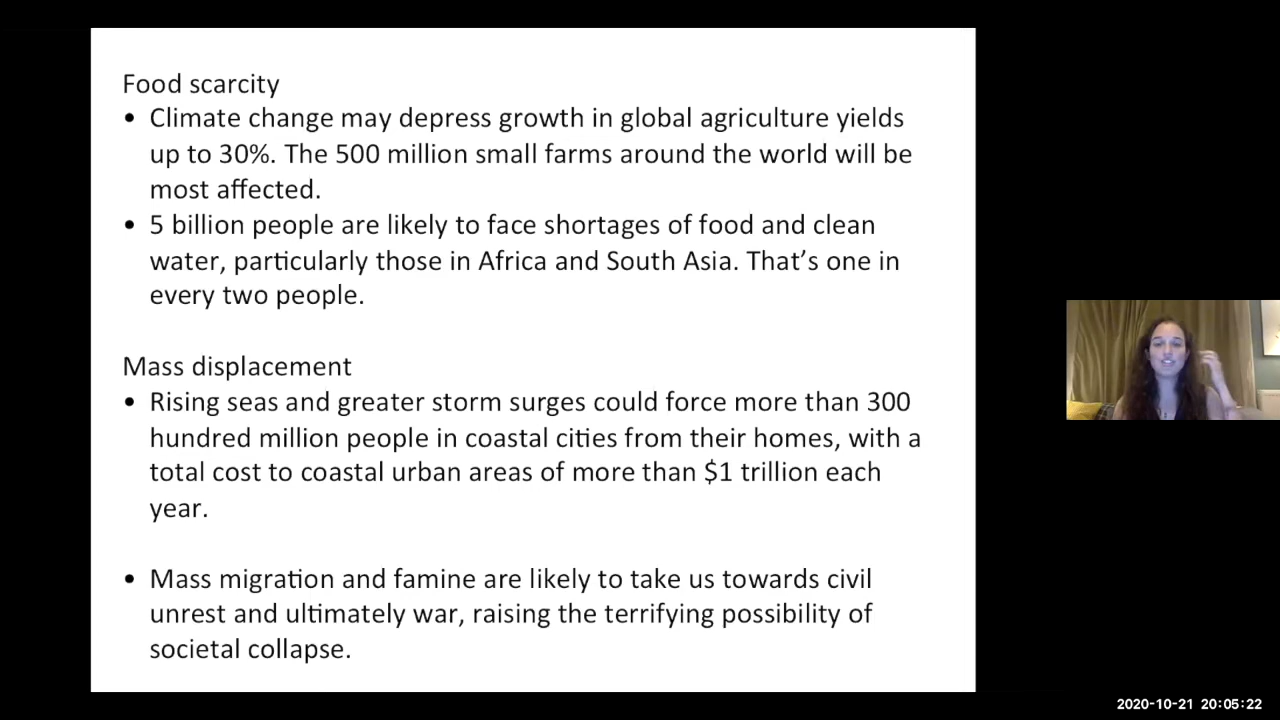 Food scarcity
• Climate change may depress growth in global agriculture yields
up to 30%. The 500 million small farms around the world will be
most affected.
• 5 billion people are likely to face shortages of food and clean
water, particularly those in Africa and South Asia. That’s one in
every two people.
Mass displacement
• Rising seas and greater storm surges could force more than 300
hundred million people in coastal cities from their homes, with a
total cost to coastal urban areas of more than $1 trillion each
year.
• Mass migration and famine are likely to take us towards civil
unrest and ultimately war, raising the terrifying possibility of
societal collapse.
2020-10-21 20:05:22